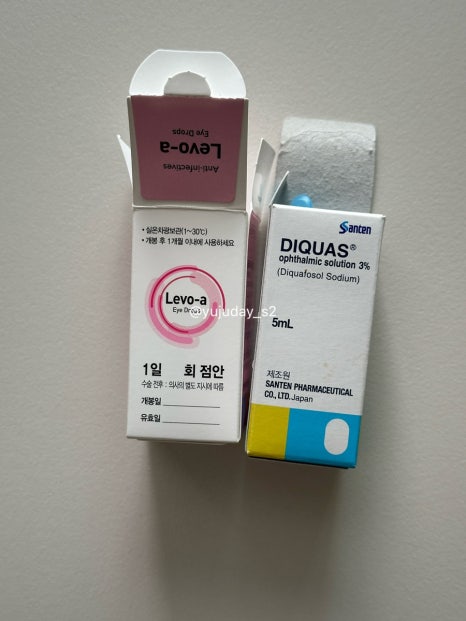 Anti-infectives
Levo-a
Eye Drops
• 실온차광보관(1~30℃)
• 개봉 후 1개월 이내에 사용하세요
Levo-a
Eye Drops
@yujuday_s2
1일 회 점안
수술 전후 : 의사의 별도 지시에 따름
개봉일
유효일
Santen
DIQUAS®
ophthalmic solution 3%
(Diquafosol Sodium)
5mL
제조원
SANTEN PHARMACEUTICAL
CO., LTD. Japan